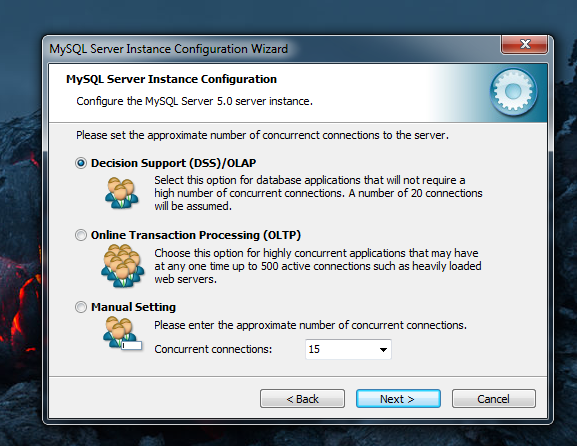 MySQL Server Instance Configuration Wizard
MySQL Server Instance Configuration
Configure the MySQL Server 5.0 server instance.
Please set the approximate number of concurrenct connections to the server.
Decision Support (DSS)/OLAP
Select this option for database applications that will not require a
high number of concurrent connections. A number of 20 connections
will be assumed.
Online Transaction Processing (OLTP)
Choose this option for highly concurrent applications that may have
at any one time up to 500 active connections such as heavily loaded
web servers.
Manual Setting
Please enter the approximate number of concurrent connections.
Concurrent connections: 15
< Back Next > Cancel